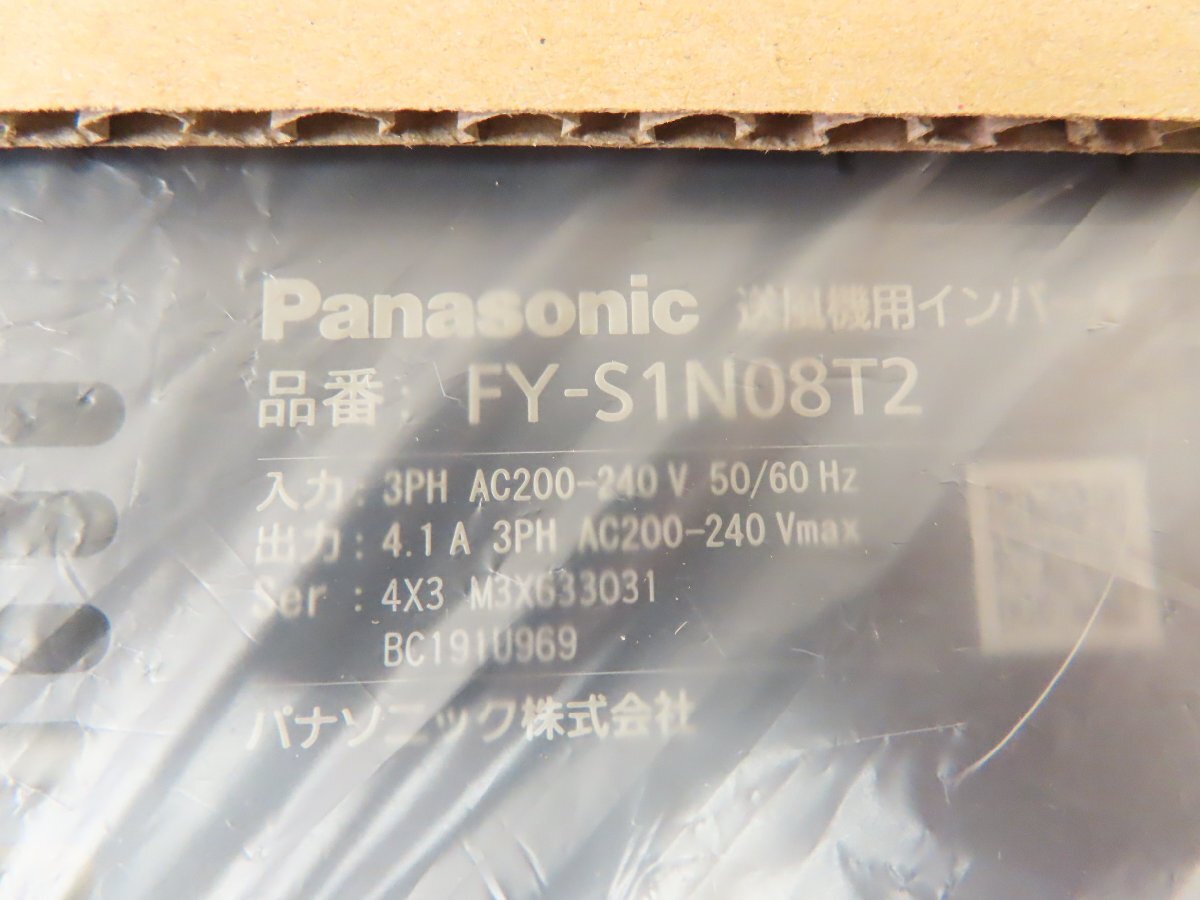 Panasonic 送風機用インバータ
品番: FY-S1N08T2
入力: 3PH AC200-240 V 50/60 Hz
出力: 4.1 A 3PH AC200-240 Vmax
Ser : 4X3 M3X633031
BC191U969
パナソニック株式会社